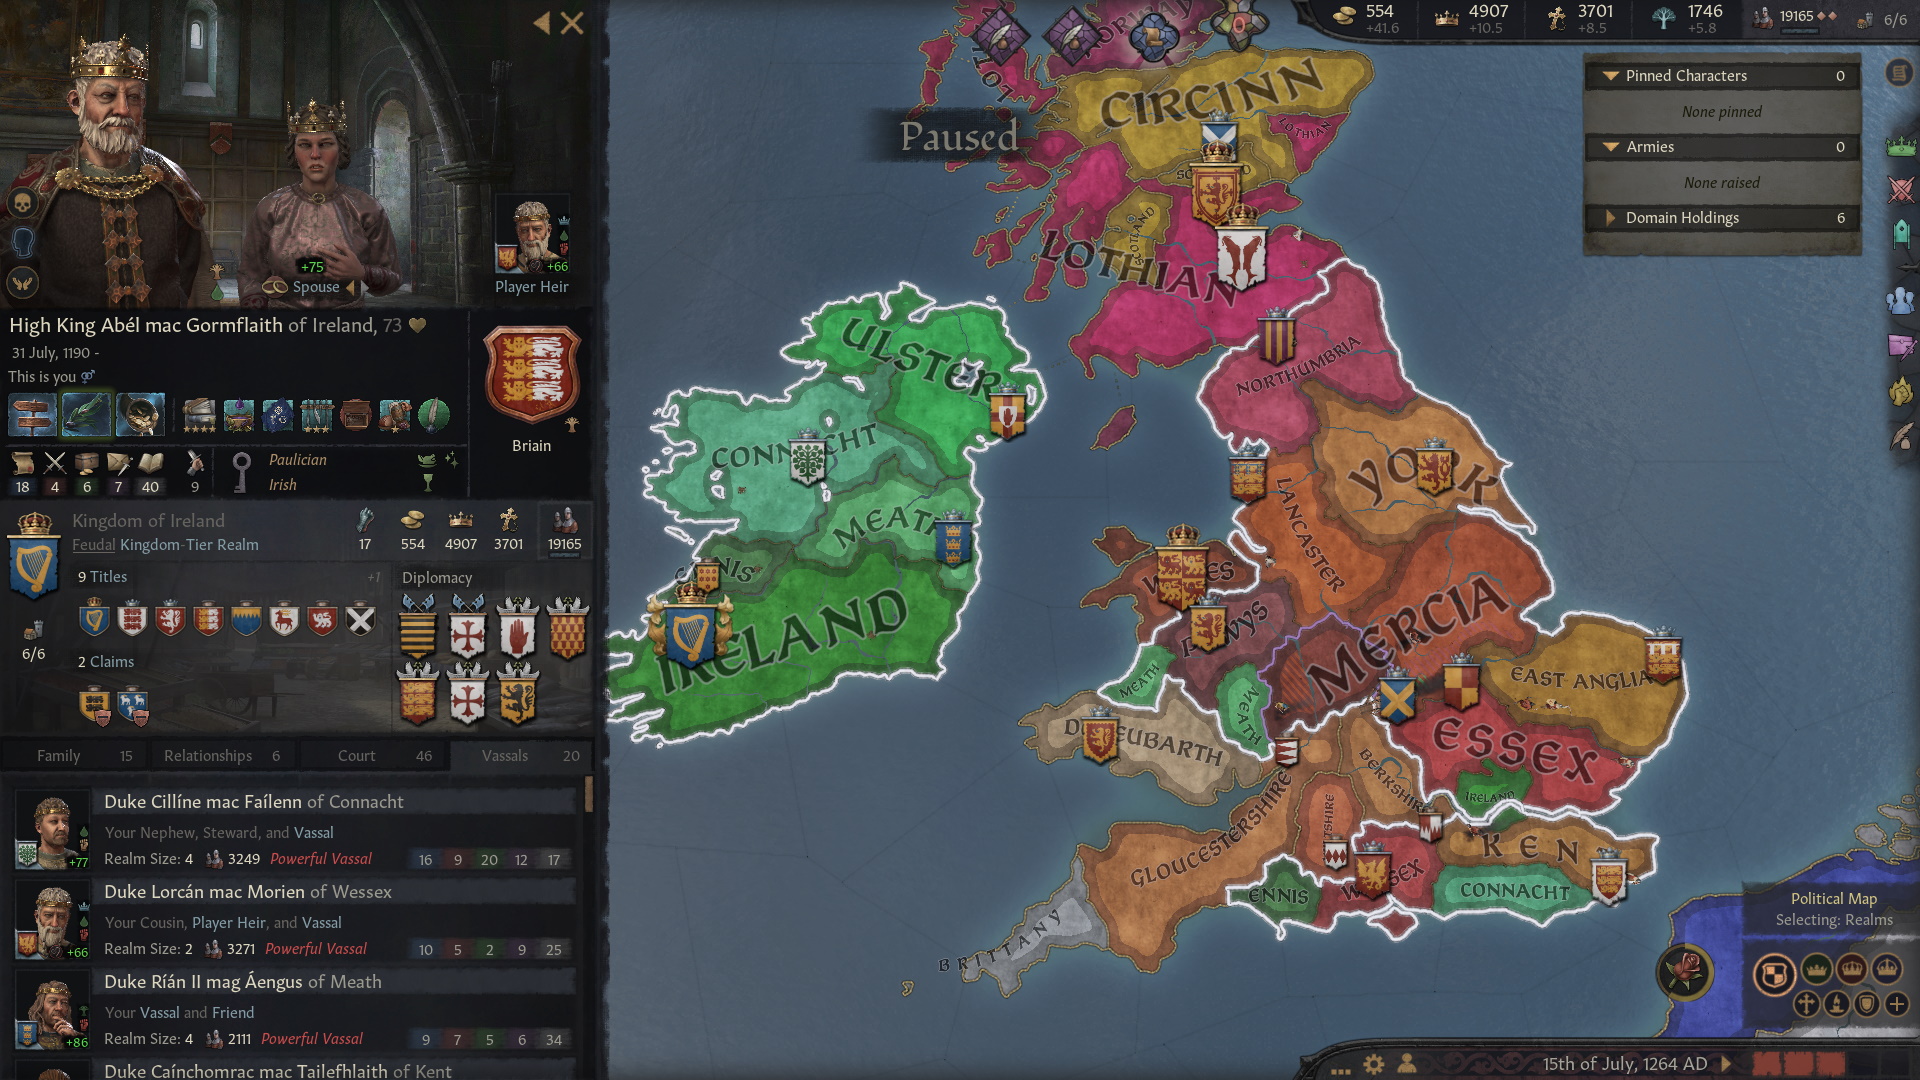 554
+41.6
4907
+10.5
3701
+8.5
1746
+5.8
19165
6/6
Pinned Characters 0
None pinned
Armies 0
None raised
Domain Holdings 6
Paused
+75
Spouse
+66
Player Heir
High King Abél mac Gormflaith of Ireland, 73
31 July, 1190 -
This is you
Briain
18 4 6 7 40 9
Paulician
Irish
Kingdom of Ireland
Feudal Kingdom-Tier Realm
17 554 4907 3701 19165
9 Titles +1
Diplomacy
6/6
2 Claims
Family 15
Relationships 6
Court 46
Vassals 20
Duke Cillíne mac Faílenn of Connacht
Your Nephew, Steward, and Vassal
+77
Realm Size: 4 3249 Powerful Vassal 16 9 20 12 17
Duke Lorcán mac Morien of Wessex
Your Cousin, Player Heir, and Vassal
+66
Realm Size: 2 3271 Powerful Vassal 10 5 2 9 25
Duke Ríán II mag Áengus of Meath
Your Vassal and Friend
+86
Realm Size: 4 2111 Powerful Vassal 9 7 5 6 34
Duke Caínchomrac mac Tailefhlaith of Kent
NORWAY
CIRCINN
LOTHIAN
SCOTLAND
LOTHIAN
ULSTER
NORTHUMBRIA
CONNACHT
YORK
LANCASTER
MEATH
IRELAND
MERCIA
MEATH
MEATH
EAST ANGLIA
ESSEX
BERKSHIRE
IRELAND
GLOUCESTERSHIRE
KEN
ENNIS
CONNACHT
BRITTANY
Political Map
Selecting: Realms
15th of July, 1264 AD